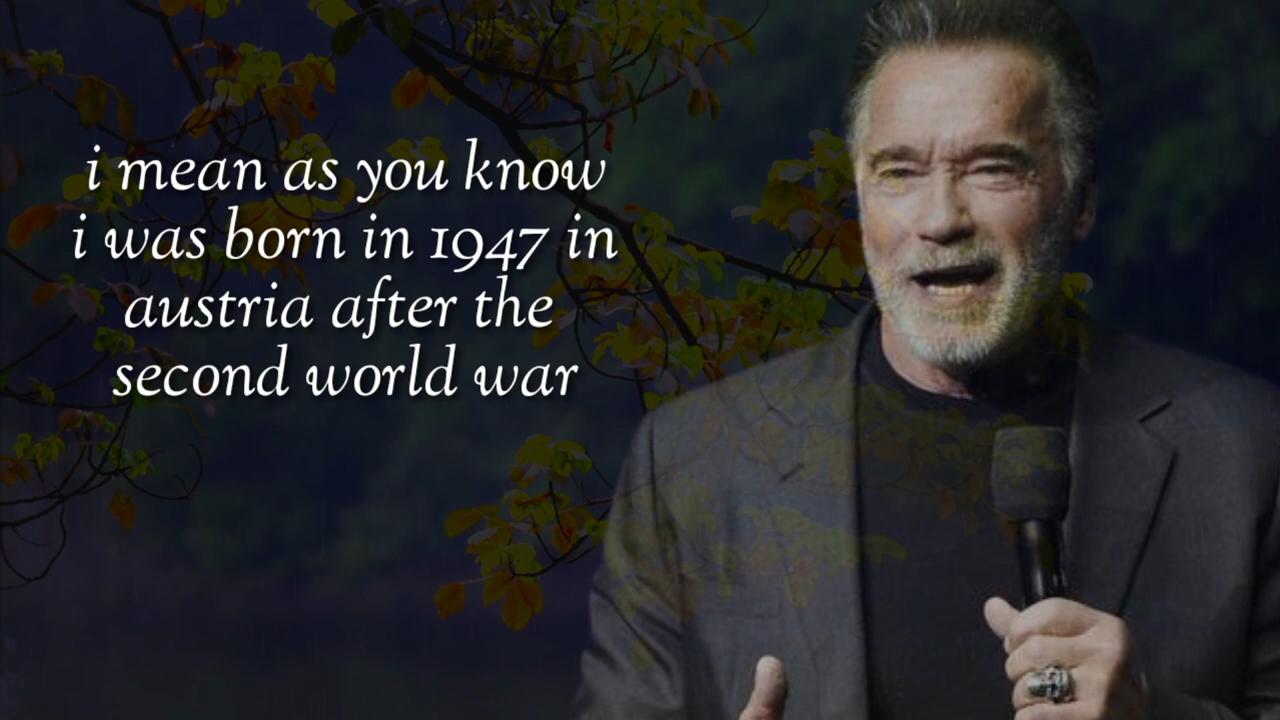 i mean as you know
i was born in 1947 in
austria after the
second world war